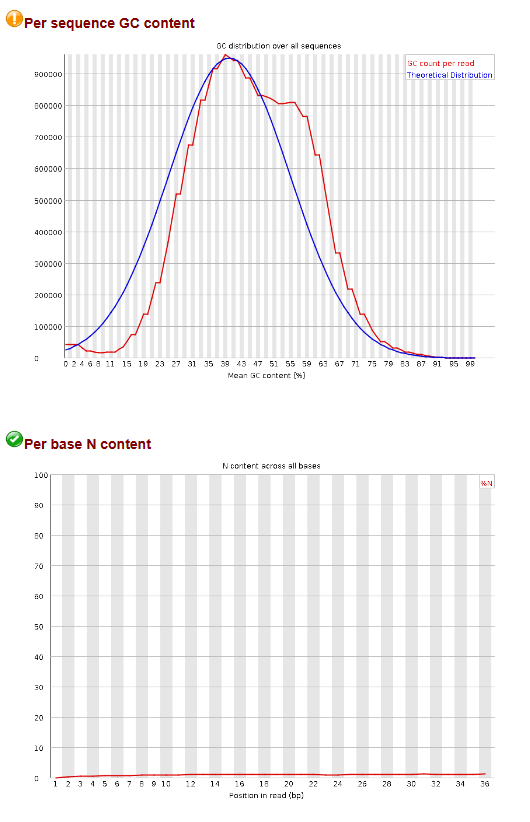 Per sequence GC content
GC distribution over all sequences
GC count per read
Theoretical Distribution
900000
800000
700000
600000
500000
400000
300000
200000
100000
0
0 2 4 6 8 11 15 19 23 27 31 35 39 43 47 51 55 59 63 67 71 75 79 83 87 91 95 99
Mean GC content (%)
Per base N content
N content across all bases
%N
100
90
80
70
60
50
40
30
20
10
0
1 2 3 4 5 6 7 8 9 10 12 14 16 18 20 22 24 26 28 30 32 34 36
Position in read (bp)